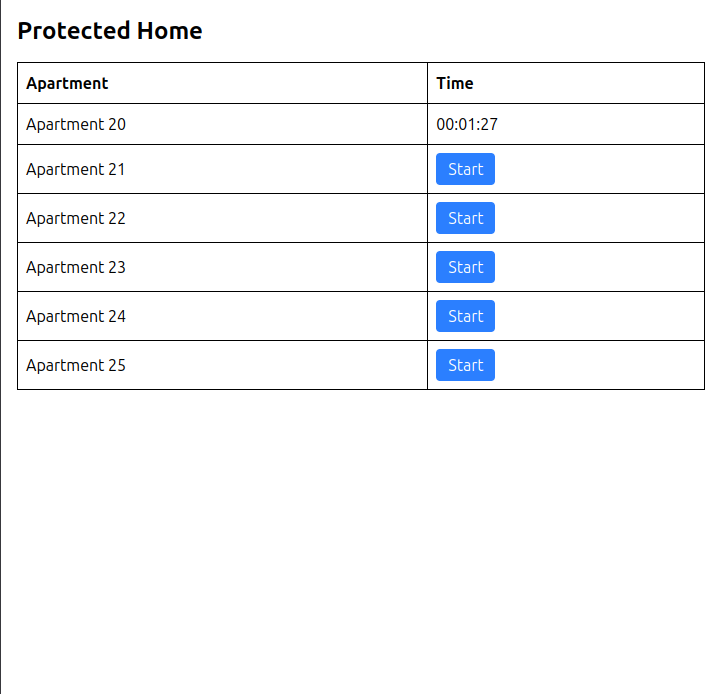 Protected Home
Apartment Time
Apartment 20 00:01:27
Apartment 21 Start
Apartment 22 Start
Apartment 23 Start
Apartment 24 Start
Apartment 25 Start